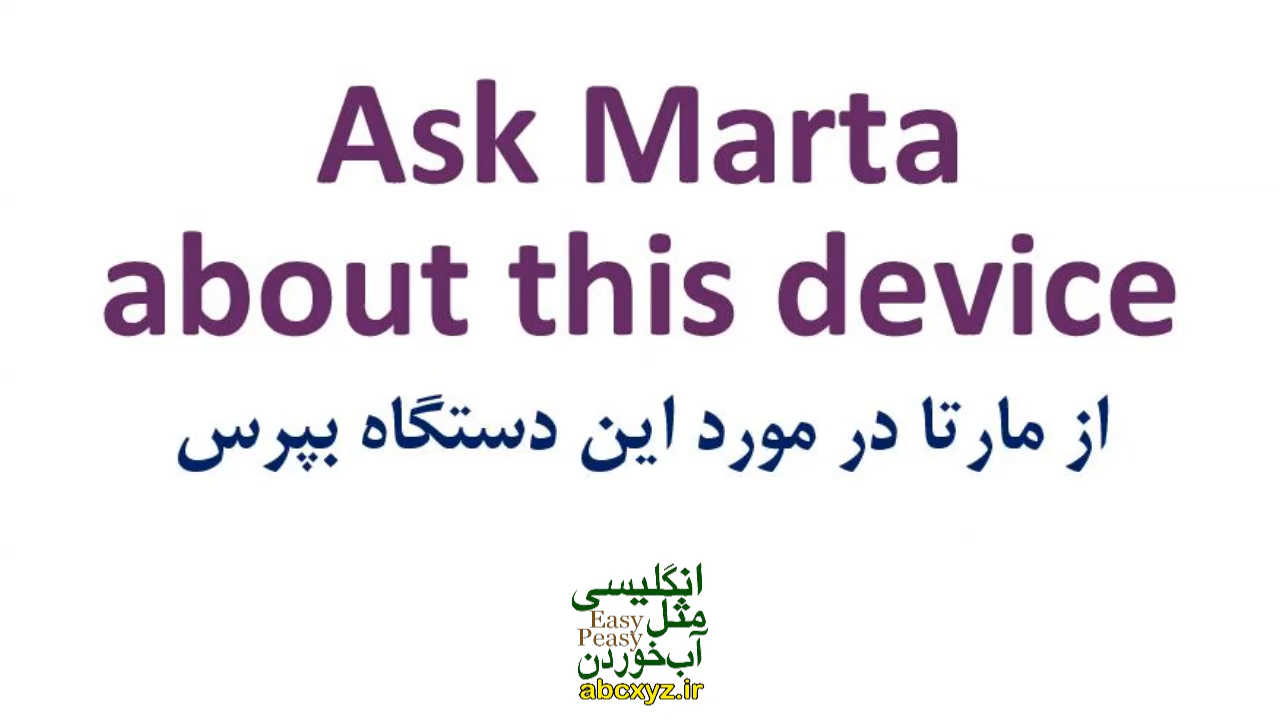 Ask Marta
about this device
از مارتا در مورد این دستگاه بپرس
انگلیسی
مثل
Easy
Peasy
آب‌خوردن
abcxyz.ir